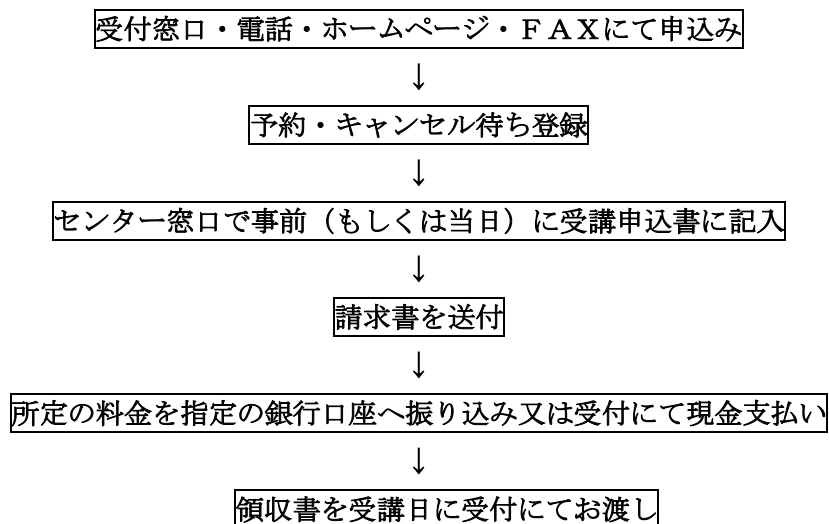 受付窓口・電話・ホームページ・ＦＡＸにて申込み
↓
予約・キャンセル待ち登録
↓
センター窓口で事前（もしくは当日）に受講申込書に記入
↓
請求書を送付
↓
所定の料金を指定の銀行口座へ振り込み又は受付にて現金支払い
↓
領収書を受講日に受付にてお渡し